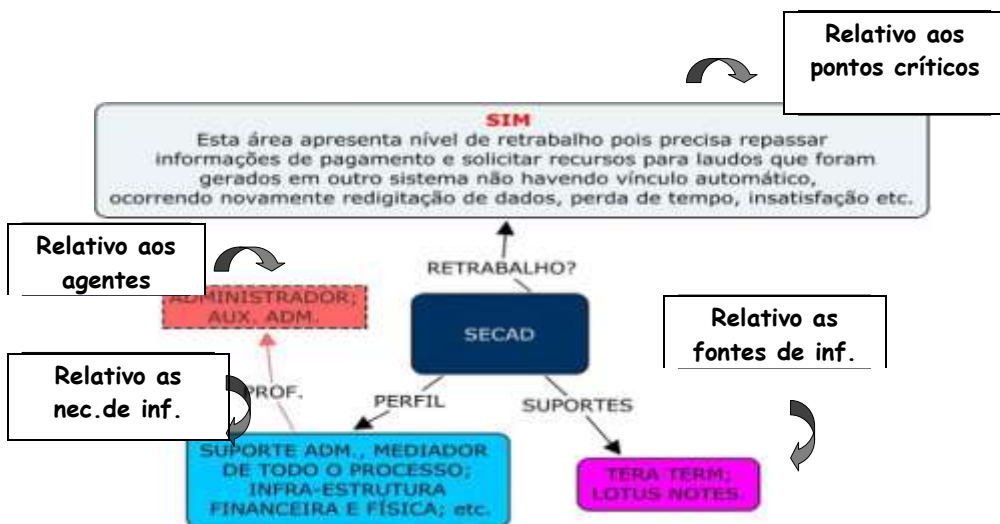 Relativo aos
pontos críticos
SIM
Esta área apresenta nível de retrabalho pois precisa repassar
informações de pagamento e solicitar recursos para laudos que foram
gerados em outro sistema não havendo vínculo automático,
ocorrendo novamente redigitação de dados, perda de tempo, insatisfação etc.
Relativo aos
agentes
RETRABALHO?
ADMINISTRADOR;
AUX. ADM.
SECAD
Relativo as
fontes de inf.
Relativo as
nec.de inf.
PROF.
PERFIL
SUPORTES
SUPORTE ADM., MEDIADOR
DE TODO O PROCESSO;
INFRA-ESTRUTURA
FINANCEIRA E FÍSICA; etc.
TERA TERM;
LOTUS NOTES.